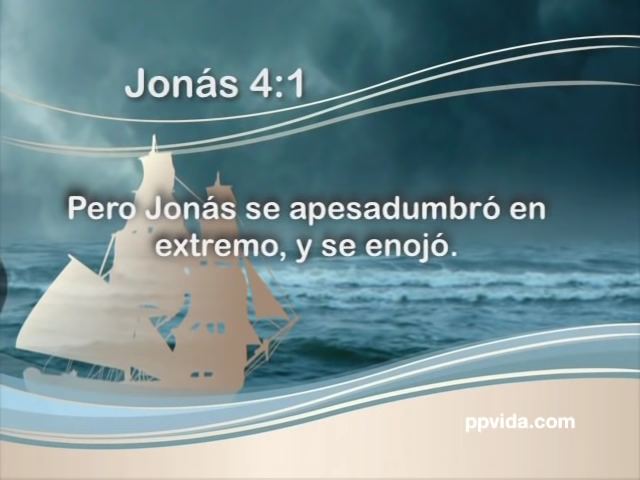 Jonás 4:1
Pero Jonás se apesadumbró en
extremo, y se enojó.
ppvida.com